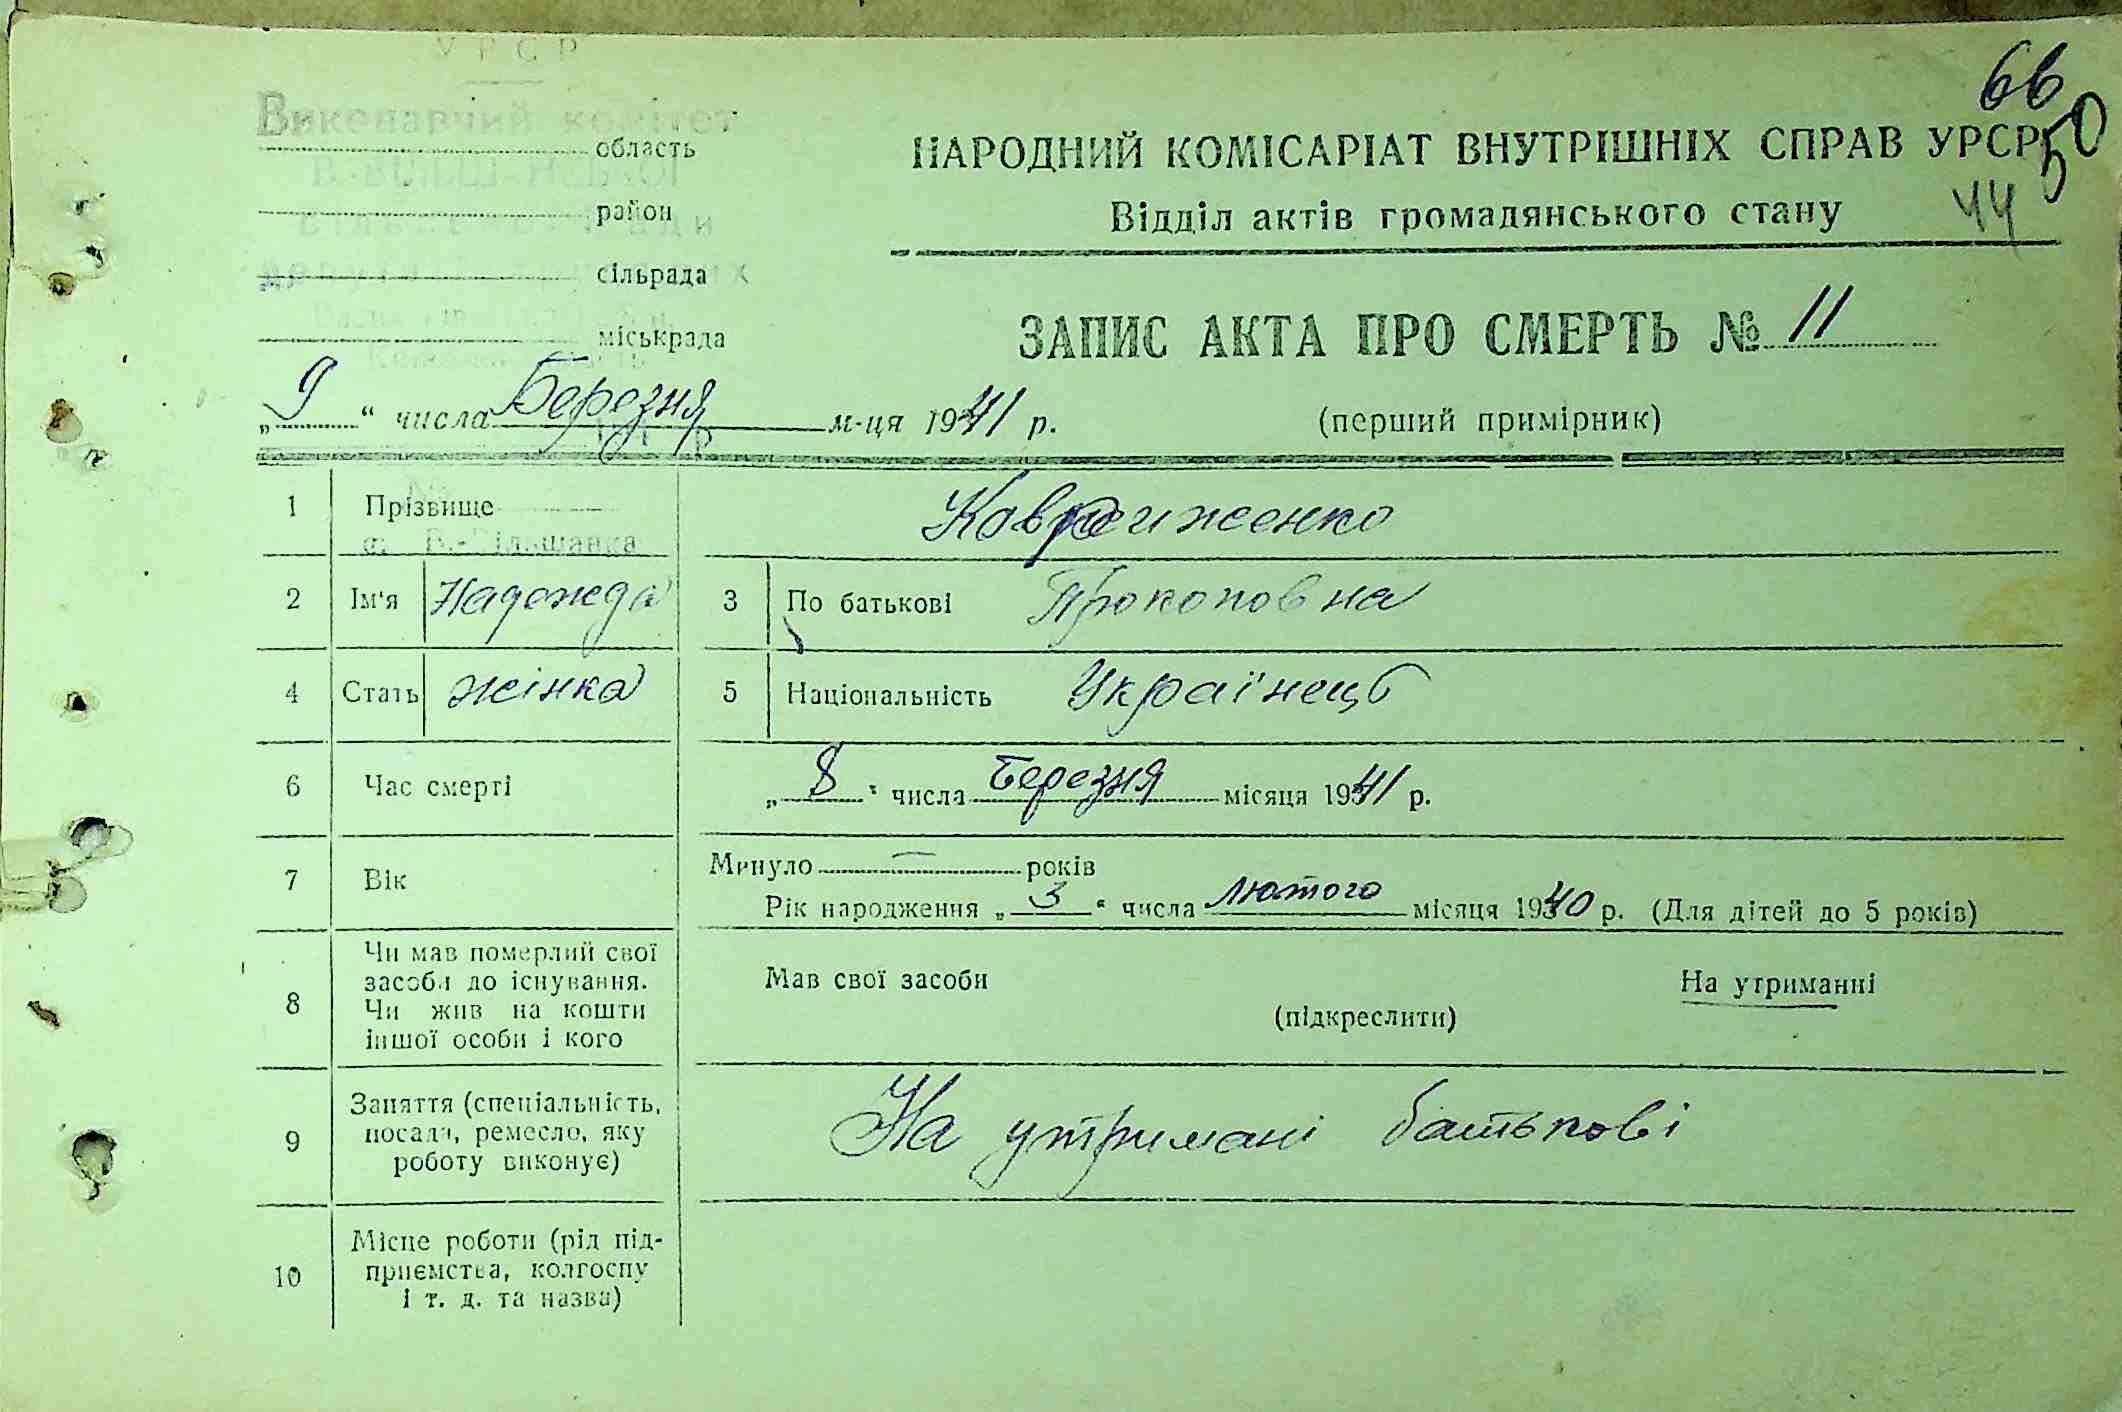 УРСР
Виконавчий комітет
область
район
сільрада
міськрада
66
50
44
НАРОДНИЙ КОМІСАРІАТ ВНУТРІШНІХ СПРАВ УРСР
Відділ актів громадянського стану
ЗАПИС АКТА ПРО СМЕРТЬ № 11
„ 9 “ числа Березня м-ця 1941 р. (перший примірник)
1 Прізвище
с. В.-Вільшанка
2 Ім'я Надежда 3 По батькові Прокоповна
4 Стать жінка 5 Національність Українець
6 Час смерті „ 8 “ числа березня місяця 1941 р.
7 Вік Минуло — років
Рік народження „ 3 “ числа лютого місяця 1940 р. (Для дітей до 5 років)
8 Чи мав померлий свої засоби до існування. Чи жив на кошти іншої особи і кого
Мав свої засоби На утриманні
(підкреслити)
9 Заняття (спеціальність, посада, ремесло, яку роботу виконує) На утримані батькові
10 Місце роботи (рід підприємства, колгоспу і т. д. та назва)